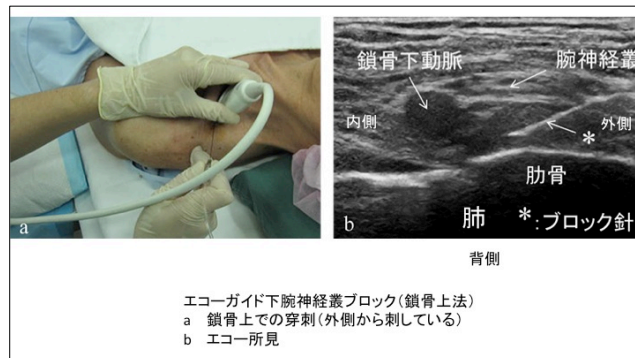 鎖骨下動脈
腕神経叢
内側
外側
*
肋骨
肺
*:ブロック針
a
b
背側
エコーガイド下腕神経叢ブロック(鎖骨上法)
a 鎖骨上での穿刺(外側から刺している)
b エコー所見